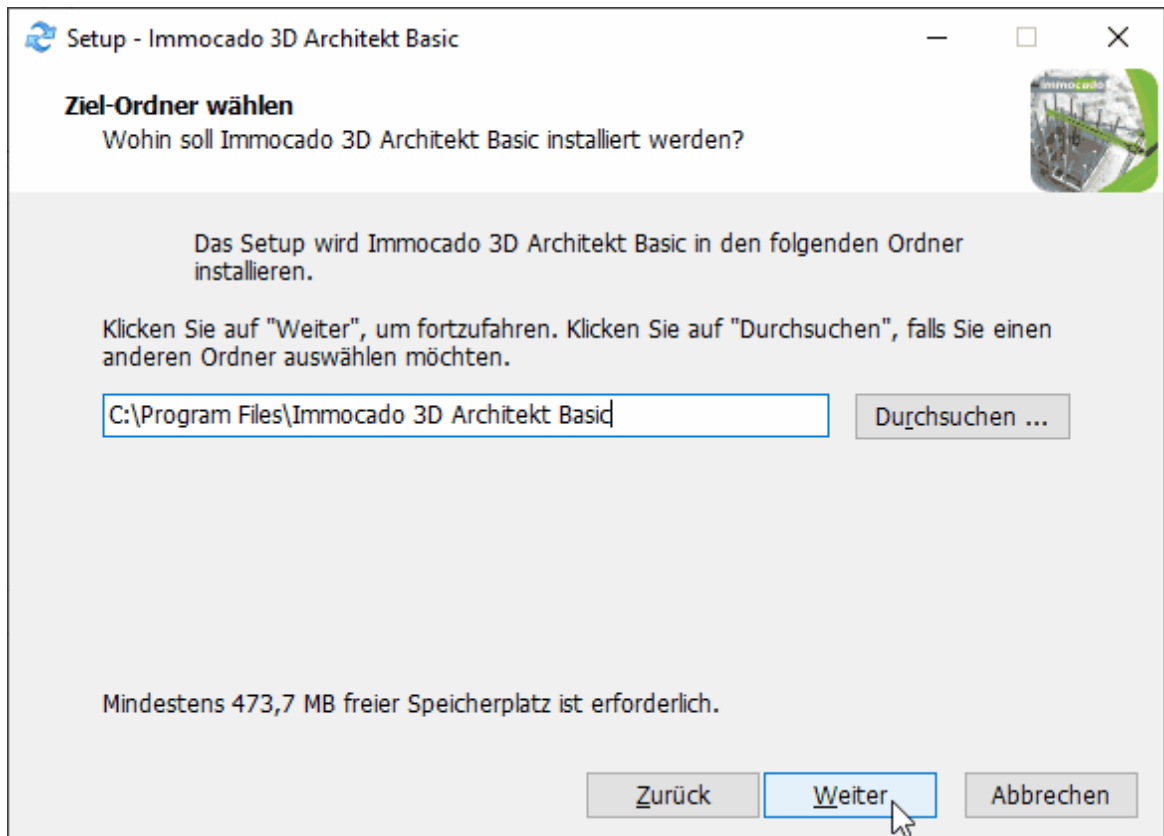 Setup - Immocado 3D Architekt Basic
Ziel-Ordner wählen
Wohin soll Immocado 3D Architekt Basic installiert werden?
immocado
Das Setup wird Immocado 3D Architekt Basic in den folgenden Ordner
installieren.
Klicken Sie auf "Weiter", um fortzufahren. Klicken Sie auf "Durchsuchen", falls Sie einen
anderen Ordner auswählen möchten.
C:\Program Files\Immocado 3D Architekt Basic
Durchsuchen ...
Mindestens 473,7 MB freier Speicherplatz ist erforderlich.
Zurück
Weiter
Abbrechen